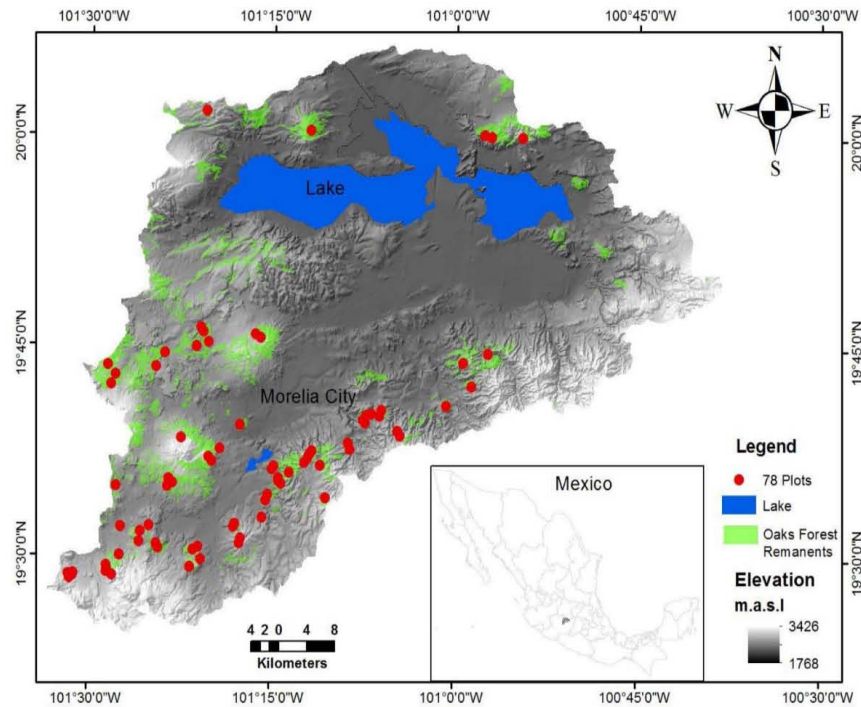 101°30'0"W 101°15'0"W 101°0'0"W 100°45'0"W 100°30'0"W
N
W E
S
20°0'0"N 20°0'0"N
Lake
19°45'0"N 19°45'0"N
Morelia City
Legend
78 Plots
Lake
Oaks Forest
Remanents
Mexico
19°30'0"N 19°30'0"N
Elevation
m.a.s.l
3426
1768
4 2 0 4 8
Kilometers
101°30'0"W 101°15'0"W 101°0'0"W 100°45'0"W 100°30'0"W